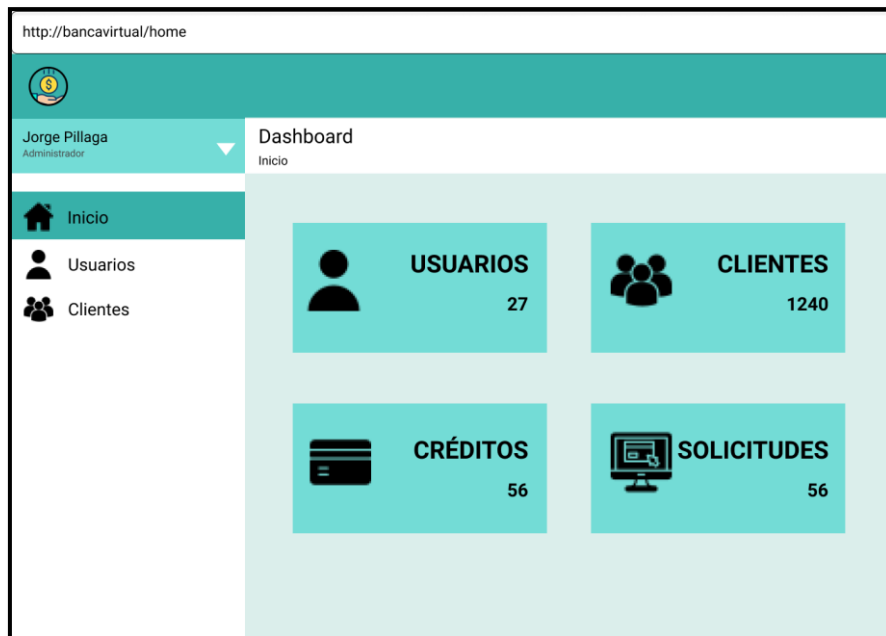 http://bancavirtual/home
$
Jorge Pillaga
Administrador
Dashboard
Inicio
Inicio
Usuarios
Clientes
USUARIOS
27
CLIENTES
1240
CRÉDITOS
56
SOLICITUDES
56